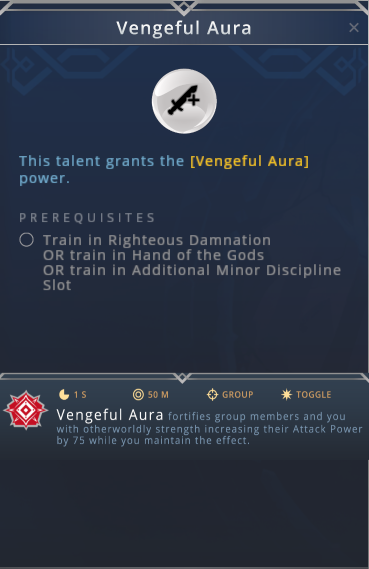 Vengeful Aura
This talent grants the [Vengeful Aura]
power.
PREREQUISITES
Train in Righteous Damnation
OR train in Hand of the Gods
OR train in Additional Minor Discipline
Slot
1 S 50 M GROUP TOGGLE
Vengeful Aura fortifies group members and you
with otherworldly strength increasing their Attack Power
by 75 while you maintain the effect.